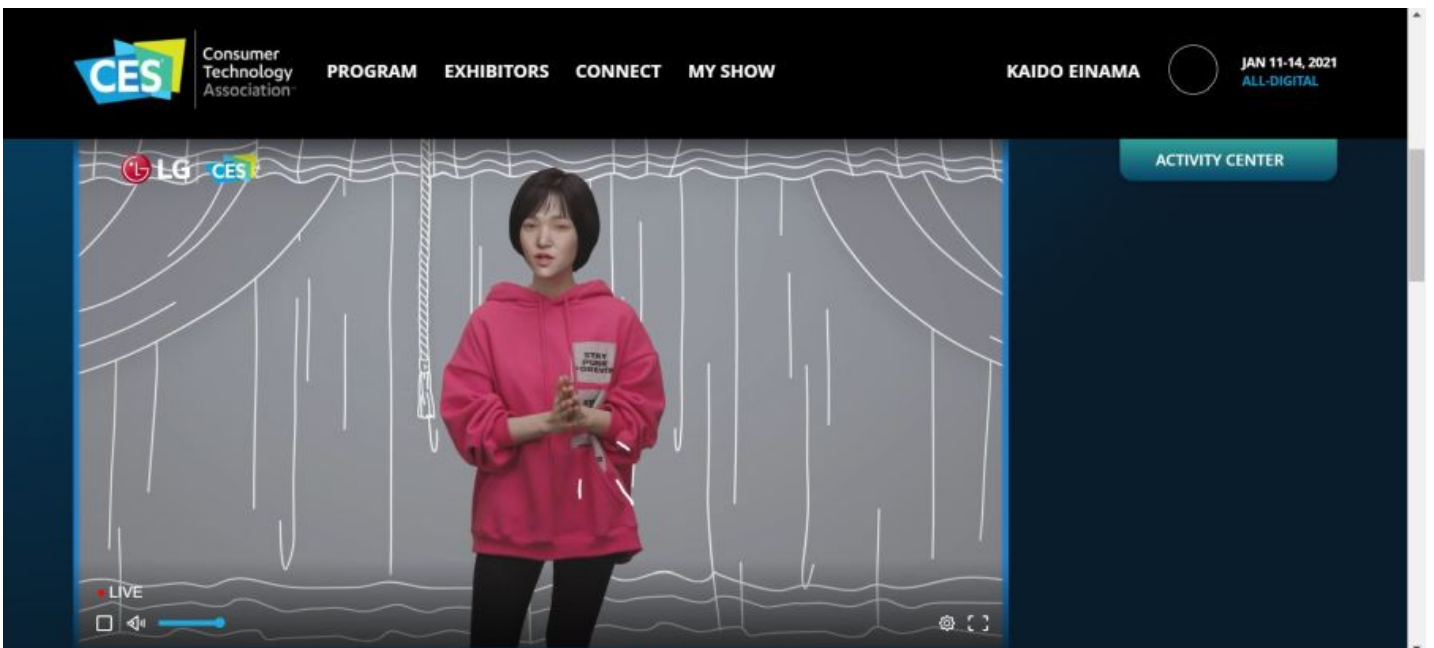 CES
Consumer
Technology
Association
PROGRAM EXHIBITORS CONNECT MY SHOW
KAIDO EINAMA
JAN 11-14, 2021
ALL-DIGITAL
LG CES
ACTIVITY CENTER
STAY
PUNK
FOREVER
LIVE